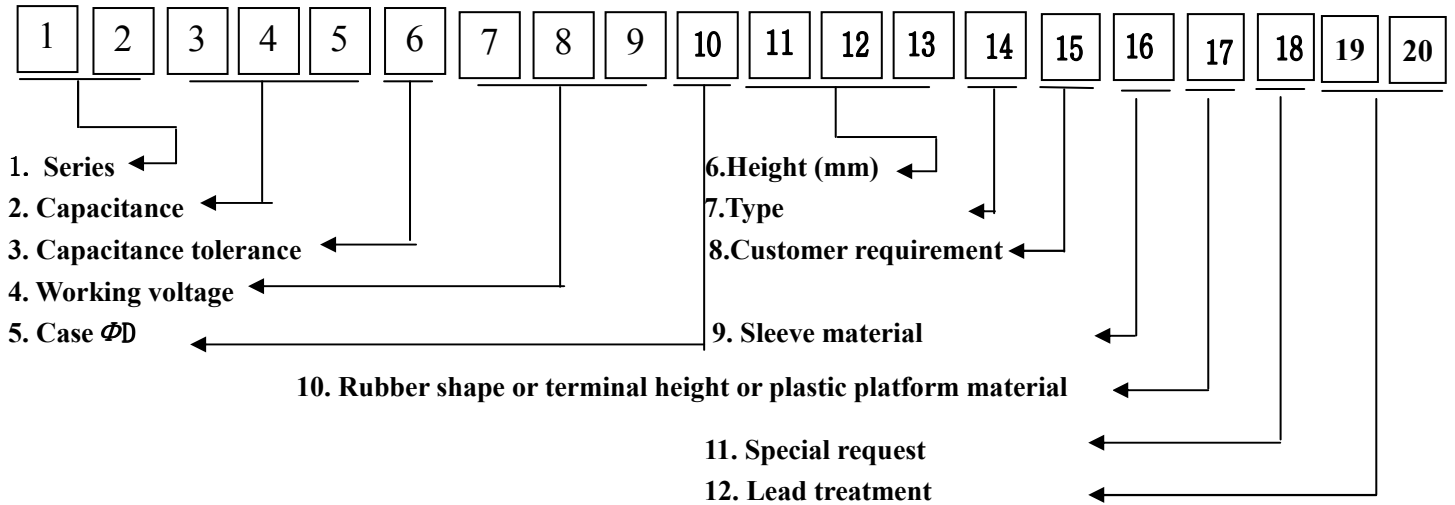 1 2 3 4 5 6 7 8 9 10 11 12 13 14 15 16 17 18 19 20
1. Series
2. Capacitance
3. Capacitance tolerance
4. Working voltage
5. Case ΦD
6.Height (mm)
7.Type
8.Customer requirement
9. Sleeve material
10. Rubber shape or terminal height or plastic platform material
11. Special request
12. Lead treatment